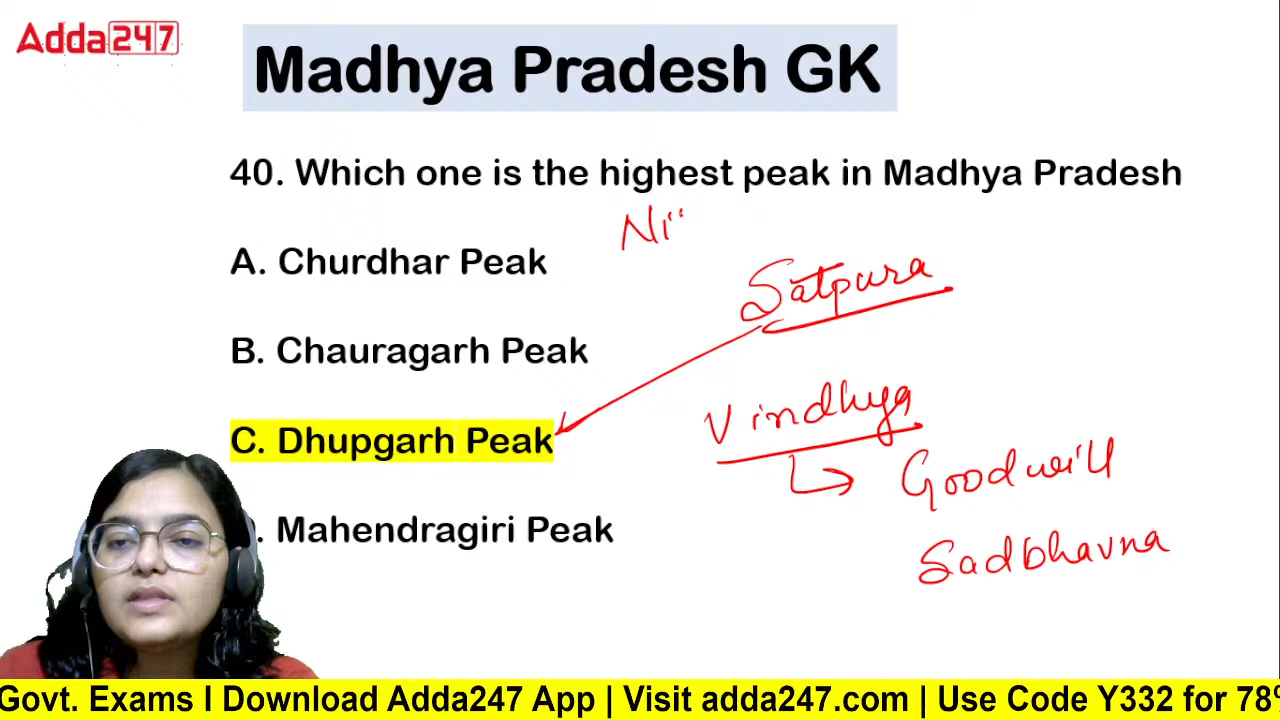 Adda247
Madhya Pradesh GK
40. Which one is the highest peak in Madhya Pradesh
Ni
A. Churdhar Peak
Satpura
B. Chauragarh Peak
Vindhya
C. Dhupgarh Peak
Goodwill
. Mahendragiri Peak
Sadbhavna
Govt. Exams I Download Adda247 App | Visit adda247.com | Use Code Y332 for 78%